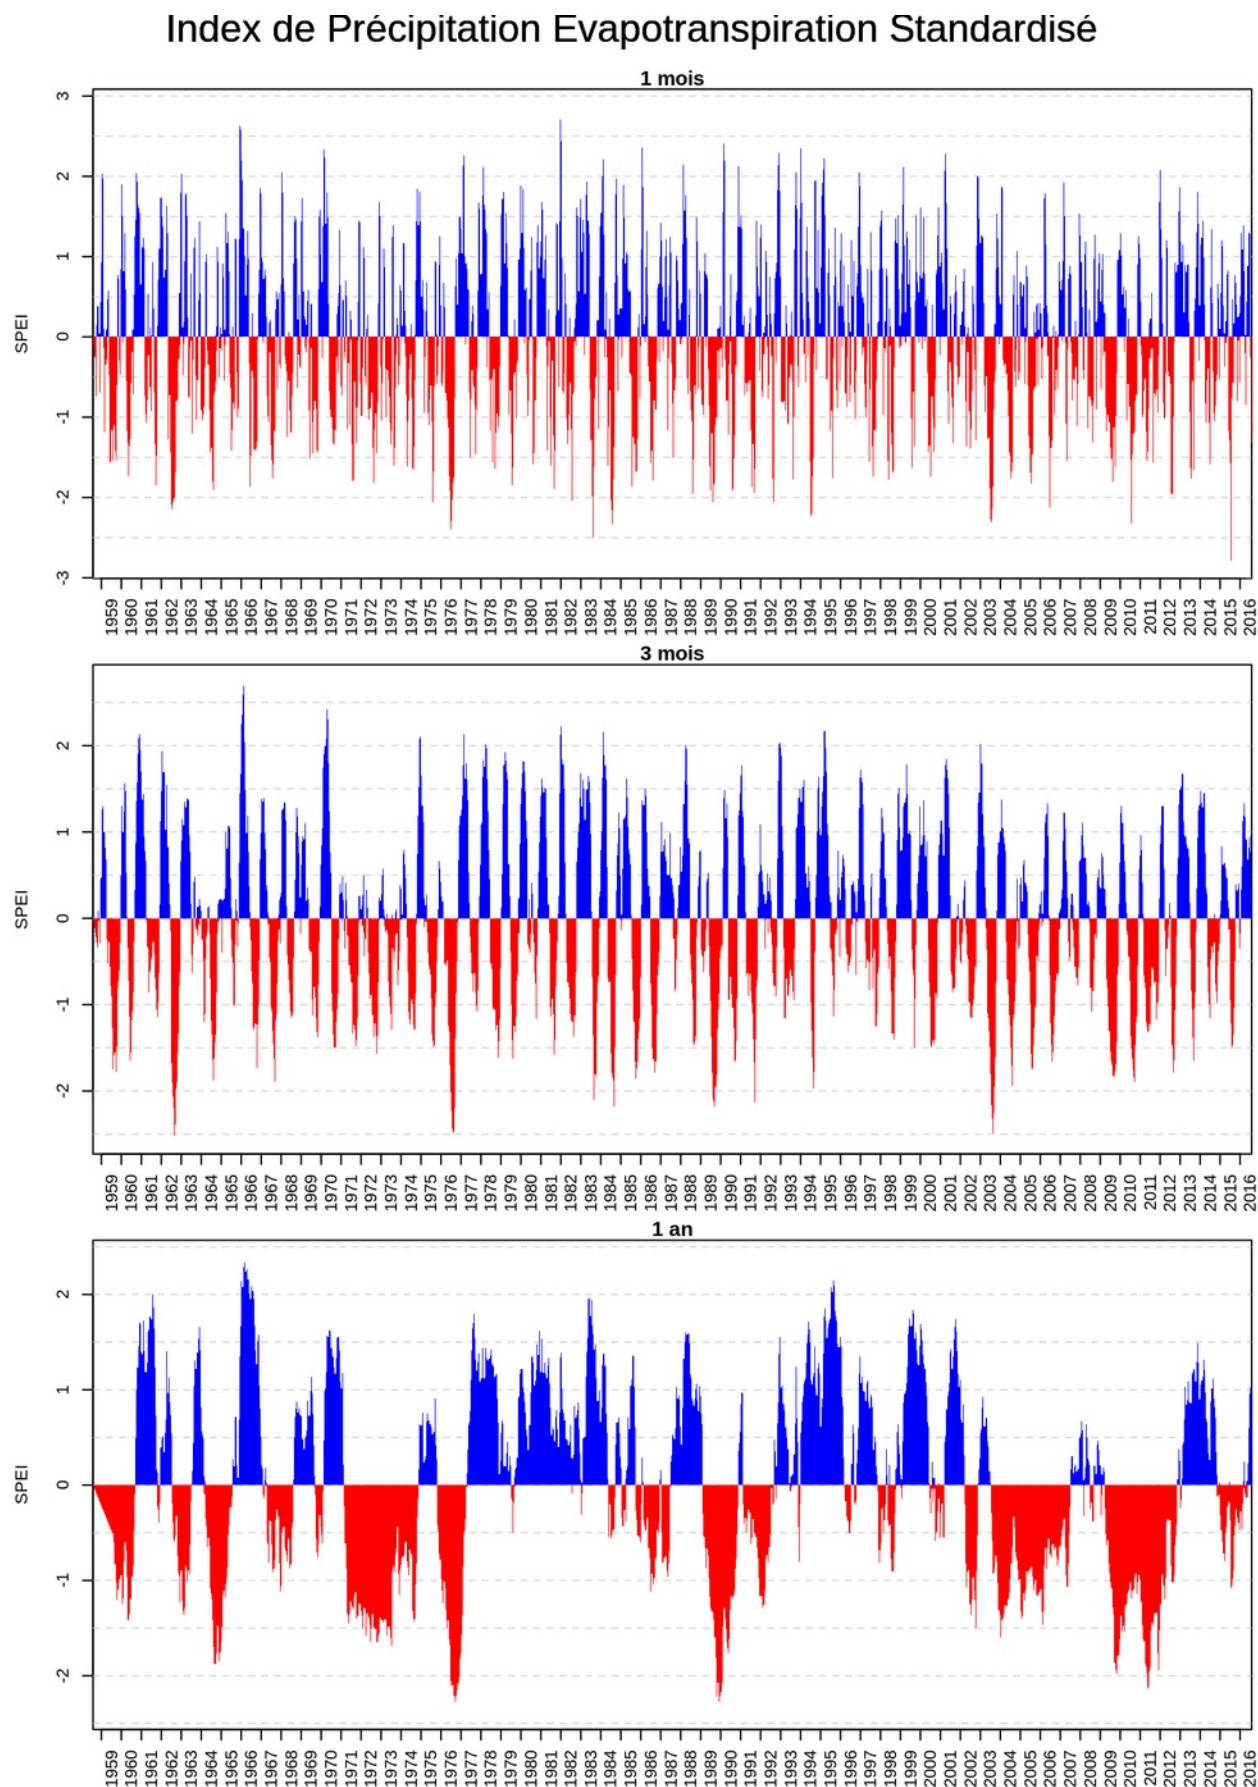 Index de Précipitation Evapotranspiration Standardisé
1 mois
3
2
1
0
-1
-2
-3
SPEI
1959 1960 1961 1962 1963 1964 1965 1966 1967 1968 1969 1970 1971 1972 1973 1974 1975 1976 1977 1978 1979 1980 1981 1982 1983 1984 1985 1986 1987 1988 1989 1990 1991 1992 1993 1994 1995 1996 1997 1998 1999 2000 2001 2002 2003 2004 2005 2006 2007 2008 2009 2010 2011 2012 2013 2014 2015 2016
3 mois
2
1
0
-1
-2
SPEI
1959 1960 1961 1962 1963 1964 1965 1966 1967 1968 1969 1970 1971 1972 1973 1974 1975 1976 1977 1978 1979 1980 1981 1982 1983 1984 1985 1986 1987 1988 1989 1990 1991 1992 1993 1994 1995 1996 1997 1998 1999 2000 2001 2002 2003 2004 2005 2006 2007 2008 2009 2010 2011 2012 2013 2014 2015 2016
1 an
2
1
0
-1
-2
SPEI
1959 1960 1961 1962 1963 1964 1965 1966 1967 1968 1969 1970 1971 1972 1973 1974 1975 1976 1977 1978 1979 1980 1981 1982 1983 1984 1985 1986 1987 1988 1989 1990 1991 1992 1993 1994 1995 1996 1997 1998 1999 2000 2001 2002 2003 2004 2005 2006 2007 2008 2009 2010 2011 2012 2013 2014 2015 2016